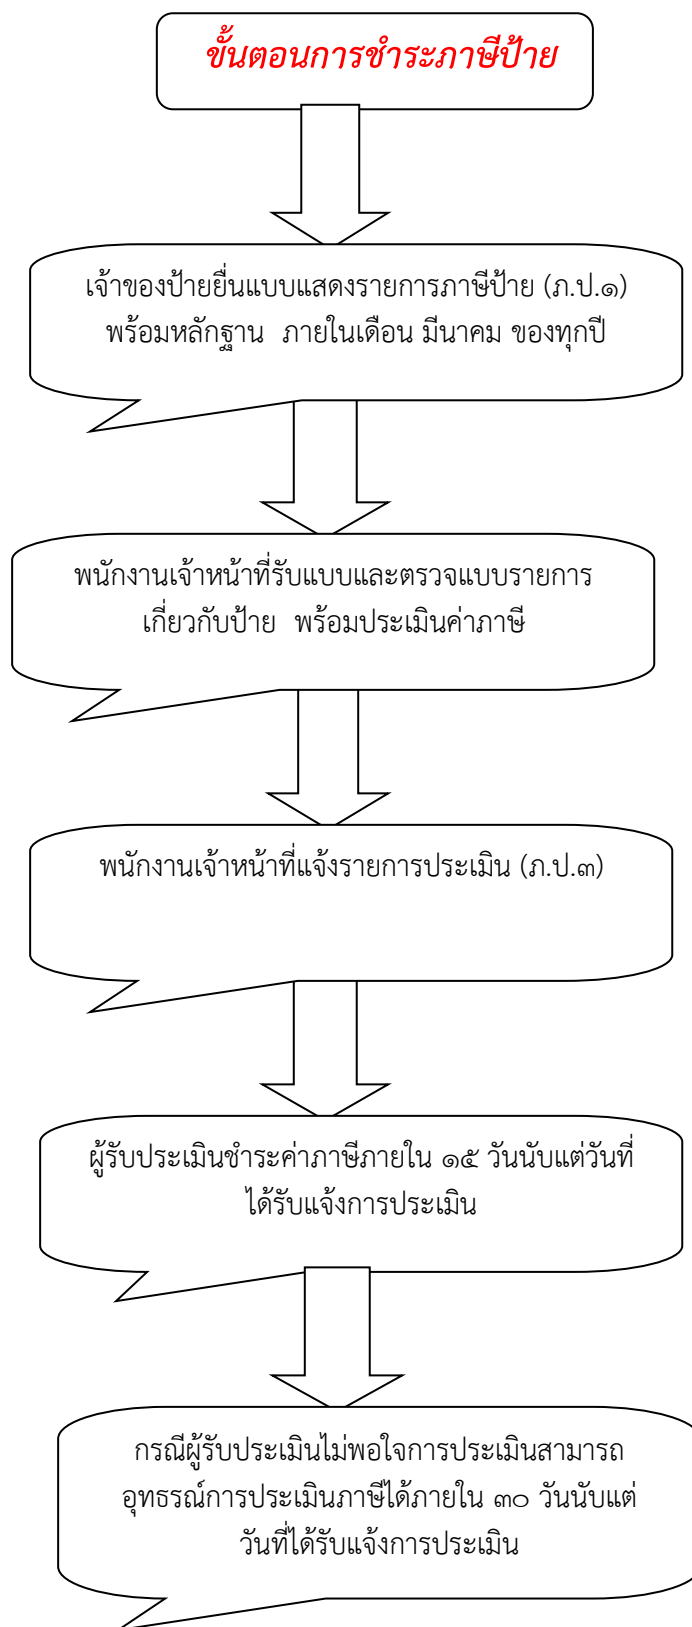 ขั้นตอนการชำระภาษีป้าย
เจ้าของป้ายยื่นแบบแสดงรายการภาษีป้าย (ภ.ป.๑)
พร้อมหลักฐาน ภายในเดือน มีนาคม ของทุกปี
พนักงานเจ้าหน้าที่รับแบบและตรวจแบบรายการ
เกี่ยวกับป้าย พร้อมประเมินค่าภาษี
พนักงานเจ้าหน้าที่แจ้งรายการประเมิน (ภ.ป.๓)
ผู้รับประเมินชำระค่าภาษีภายใน ๑๕ วันนับแต่วันที่
ได้รับแจ้งการประเมิน
กรณีผู้รับประเมินไม่พอใจการประเมินสามารถ
อุทธรณ์การประเมินภาษีได้ภายใน ๓๐ วันนับแต่
วันที่ได้รับแจ้งการประเมิน